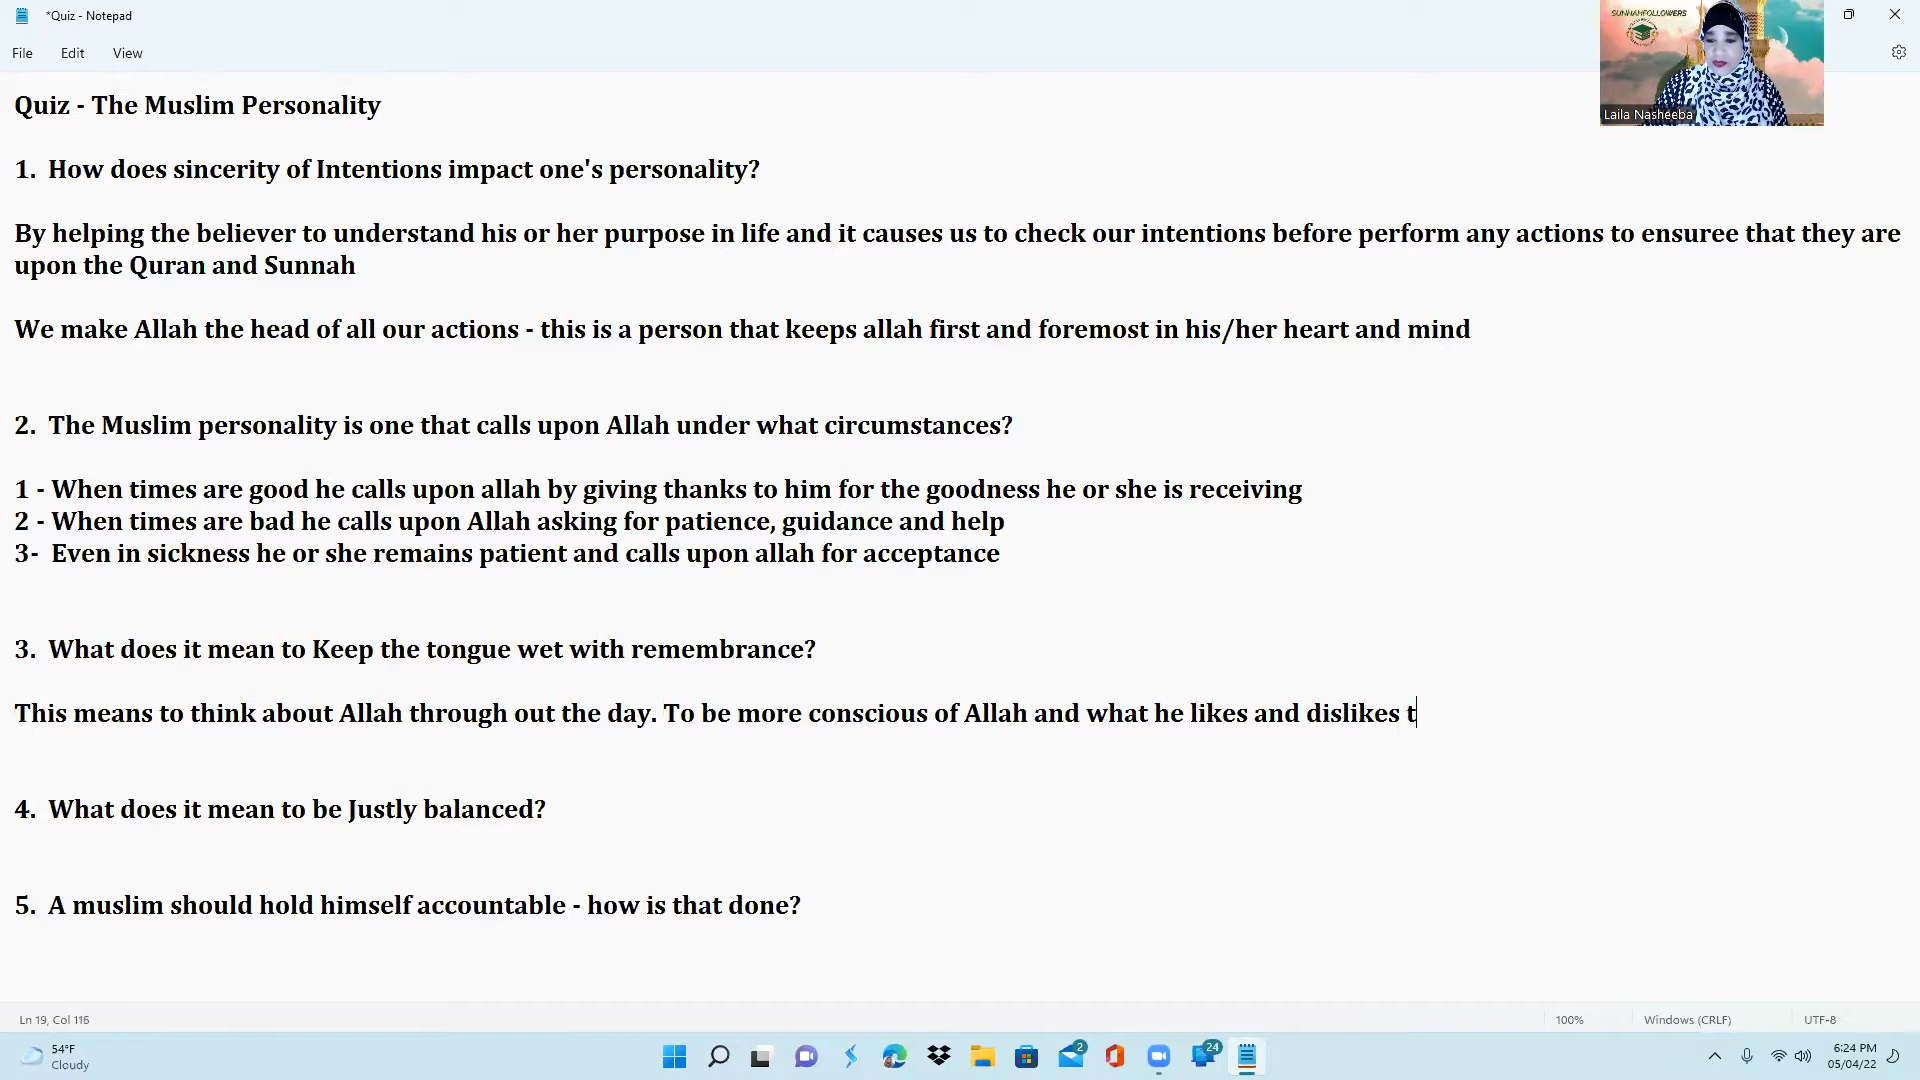 *Quiz - Notepad
SUNNAHFOLLOWERS
File Edit View
Laila Nasheeba
Quiz - The Muslim Personality
1. How does sincerity of Intentions impact one's personality?
By helping the believer to understand his or her purpose in life and it causes us to check our intentions before perform any actions to ensuree that they are
upon the Quran and Sunnah
We make Allah the head of all our actions - this is a person that keeps allah first and foremost in his/her heart and mind
2. The Muslim personality is one that calls upon Allah under what circumstances?
1 - When times are good he calls upon allah by giving thanks to him for the goodness he or she is receiving
2 - When times are bad he calls upon Allah asking for patience, guidance and help
3- Even in sickness he or she remains patient and calls upon allah for acceptance
3. What does it mean to Keep the tongue wet with remembrance?
This means to think about Allah through out the day. To be more conscious of Allah and what he likes and dislikes t
4. What does it mean to be Justly balanced?
5. A muslim should hold himself accountable - how is that done?
Ln 19, Col 116 100% Windows (CRLF) UTF-8
54°F
Cloudy
2
24
6:24 PM
05/04/22